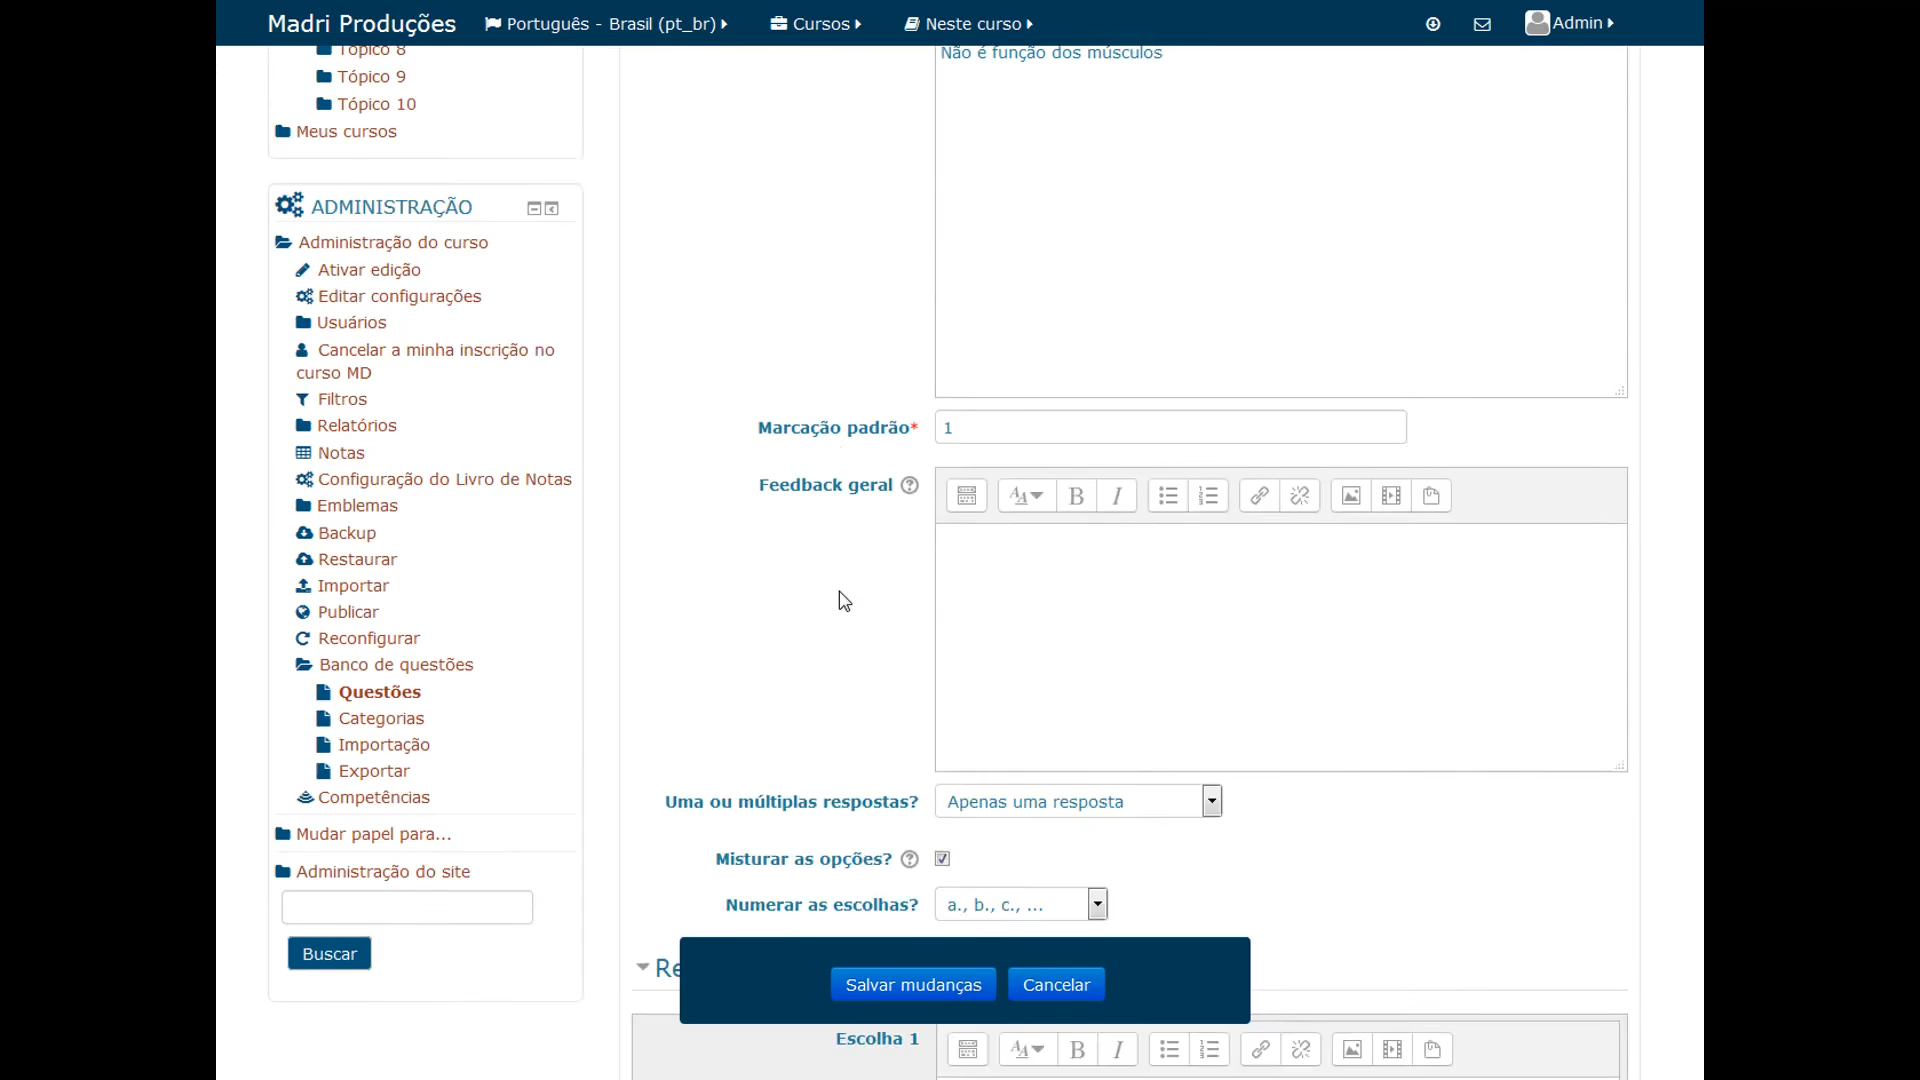 Madri Produções
Português - Brasil (pt_br)
Cursos
Neste curso
Admin
Tópico 8
Tópico 9
Tópico 10
Meus cursos
ADMINISTRAÇÃO
Administração do curso
Ativar edição
Editar configurações
Usuários
Cancelar a minha inscrição no
curso MD
Filtros
Relatórios
Notas
Configuração do Livro de Notas
Emblemas
Backup
Restaurar
Importar
Publicar
Reconfigurar
Banco de questões
Questões
Categorias
Importação
Exportar
Competências
Mudar papel para...
Administração do site
Buscar
Não é função dos músculos
Marcação padrão*
1
Feedback geral
Uma ou múltiplas respostas?
Apenas uma resposta
Misturar as opções?
Numerar as escolhas?
a., b., c., ...
Re
Salvar mudanças
Cancelar
Escolha 1